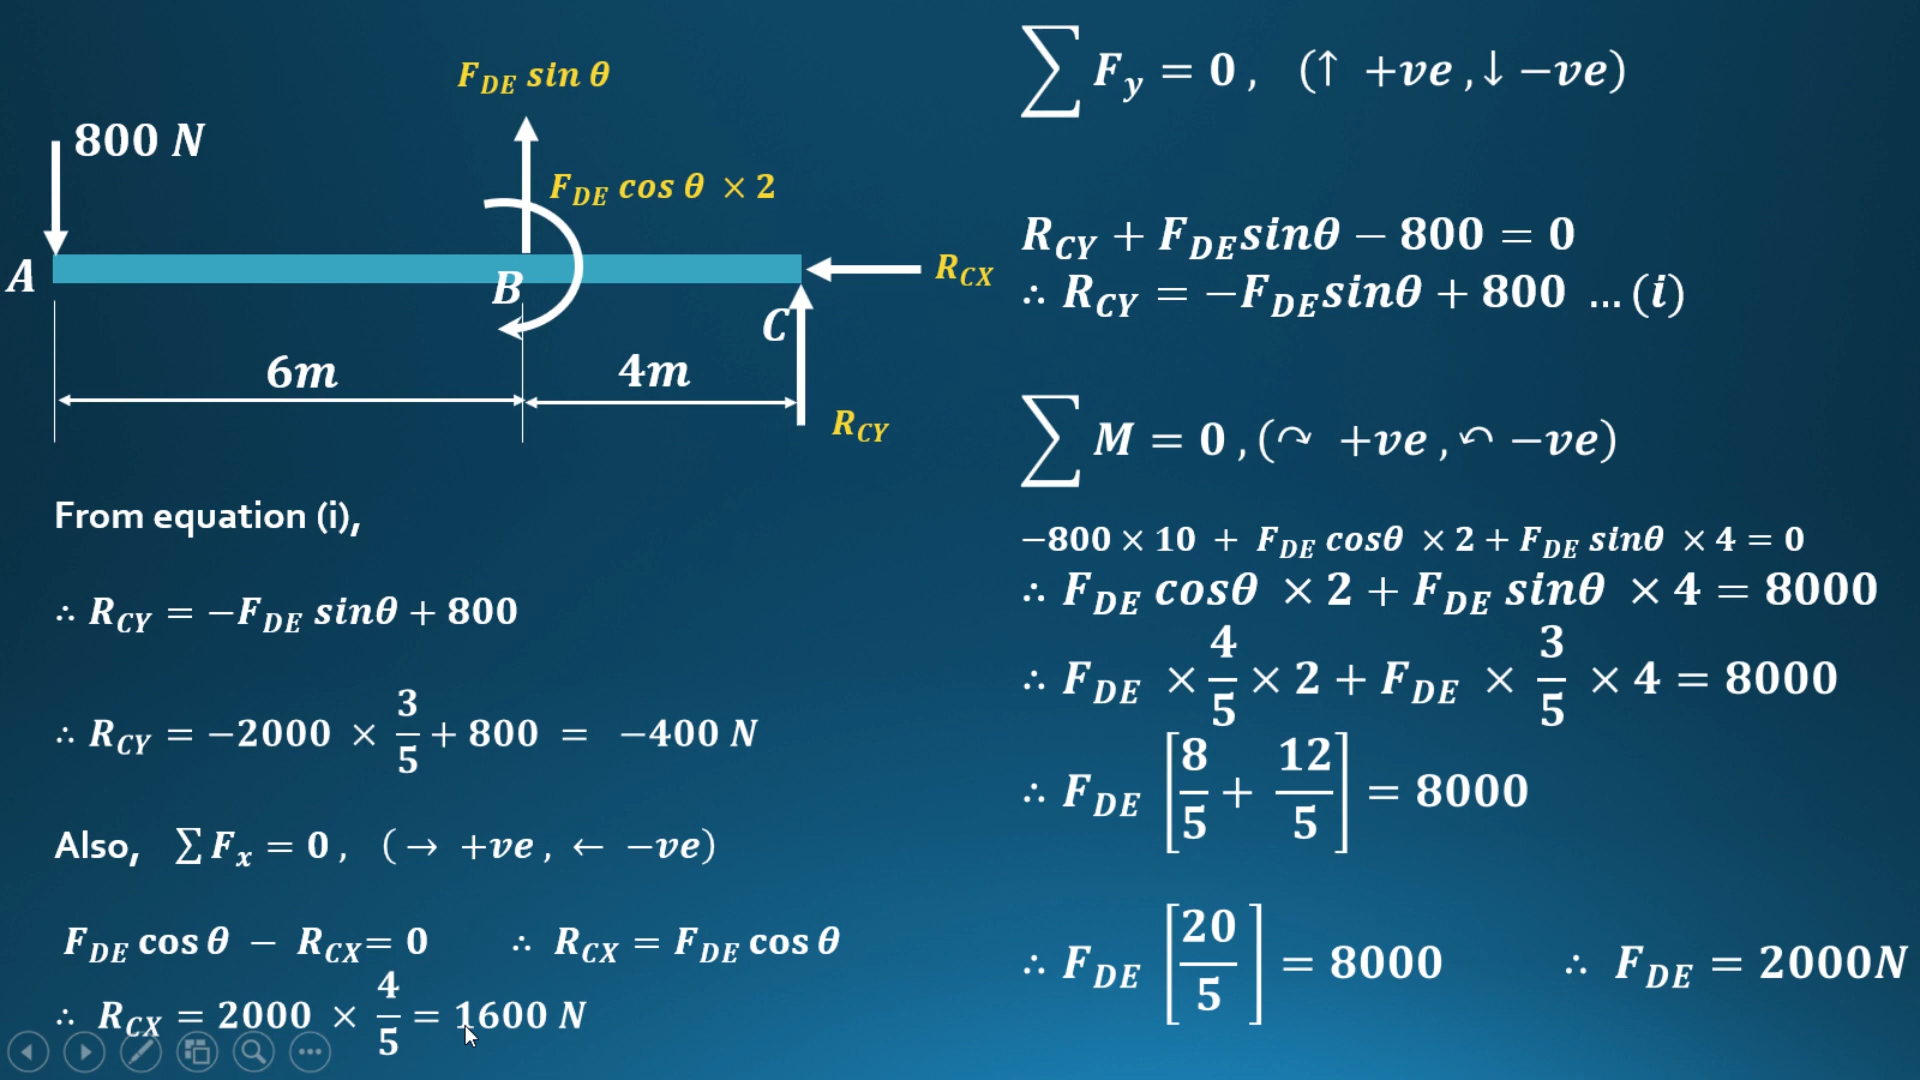 F_DE sin θ
800 N
F_DE cos θ × 2
A
B
R_CX
C
6m
4m
R_CY
From equation (i),
∴ R_CY = −F_DE sinθ + 800
∴ R_CY = −2000 × 3/5 + 800 = −400 N
Also, ∑ F_x = 0 , ( → +ve , ← −ve)
F_DE cos θ − R_CX= 0 ∴ R_CX = F_DE cos θ
∴ R_CX = 2000 × 4/5 = 1600 N
∑ F_y = 0 , (↑ +ve ,↓ −ve)
R_CY + F_DE sinθ − 800 = 0
∴ R_CY = −F_DE sinθ + 800 … (i)
∑ M = 0 ,(↷ +ve ,↶ −ve)
−800 × 10 + F_DE cosθ × 2 + F_DE sinθ × 4 = 0
∴ F_DE cosθ × 2 + F_DE sinθ × 4 = 8000
∴ F_DE × 4/5 × 2 + F_DE × 3/5 × 4 = 8000
∴ F_DE [8/5 + 12/5] = 8000
∴ F_DE [20/5] = 8000 ∴ F_DE = 2000N